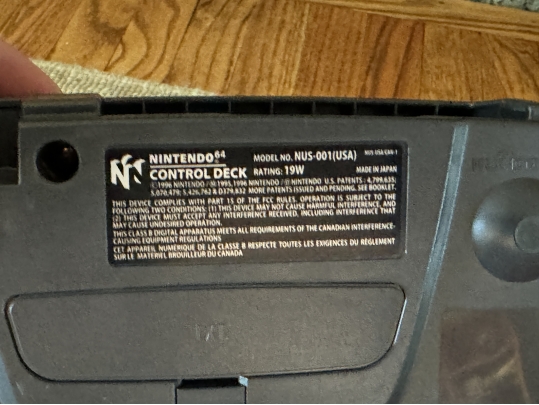 NINTENDO 64 MODEL NO. NUS-001(USA) NUS-USA-CAN-1
CONTROL DECK RATING: 19W MADE IN JAPAN
© 1996 NINTENDO / 1995, 1996 NINTENDO / NINTENDO U.S. PATENTS: 4,799,635;
5,070,479; 5,426,762 & D379,832 MORE PATENTS ISSUED AND PENDING. SEE BOOKLET.
THIS DEVICE COMPLIES WITH PART 15 OF THE FCC RULES. OPERATION IS SUBJECT TO THE
FOLLOWING TWO CONDITIONS: (1) THIS DEVICE MAY NOT CAUSE HARMFUL INTERFERENCE, AND
(2) THIS DEVICE MUST ACCEPT ANY INTERFERENCE RECEIVED, INCLUDING INTERFERENCE THAT
MAY CAUSE UNDESIRED OPERATION.
THIS CLASS B DIGITAL APPARATUS MEETS ALL REQUIREMENTS OF THE CANADIAN INTERFERENCE-
CAUSING EQUIPMENT REGULATIONS
CET APPAREIL NUMERIQUE DE LA CLASSE B RESPECTE TOUTES LES EXIGENCES DU RÈGLEMENT
SUR LE MATERIEL BROUILLEUR DU CANADA